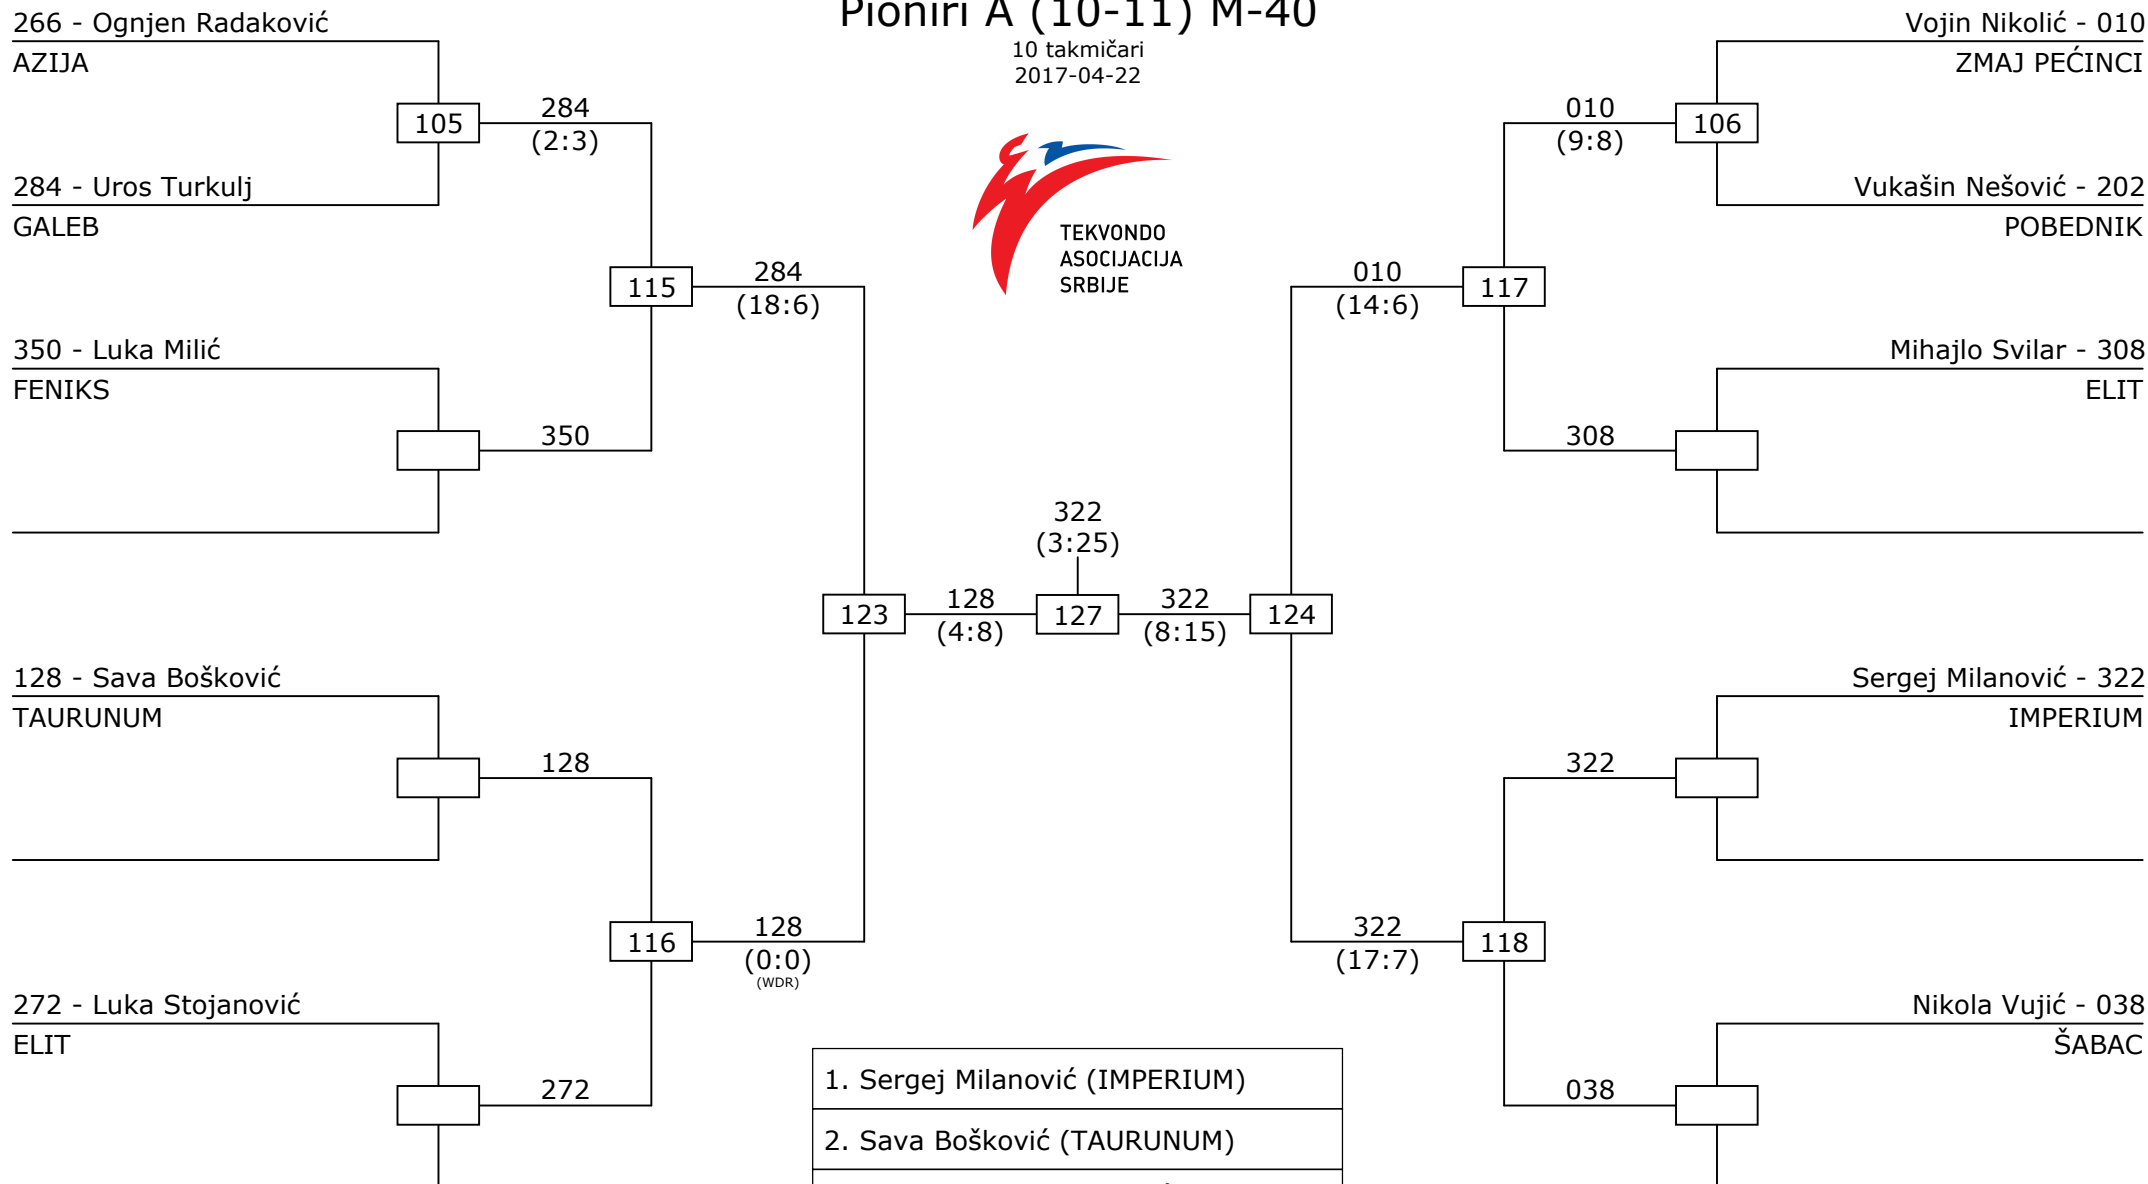 Pioniri A (10-11) M-40
10 takmičari
2017-04-22
TEKVONDO
ASOCIJACIJA
SRBIJE
266 - Ognjen Radaković
AZIJA
105
284
(2:3)
284 - Uros Turkulj
GALEB
115
284
(18:6)
350 - Luka Milić
FENIKS
350
128 - Sava Bošković
TAURUNUM
128
116
128
(0:0)
(WDR)
272 - Luka Stojanović
ELIT
272
123
128
(4:8)
322
(3:25)
127
322
(8:15)
124
Vojin Nikolić - 010
ZMAJ PEĆINCI
010
(9:8)
106
Vukašin Nešović - 202
POBEDNIK
010
(14:6)
117
Mihajlo Svilar - 308
ELIT
308
Sergej Milanović - 322
IMPERIUM
322
322
(17:7)
118
Nikola Vujić - 038
ŠABAC
038
1. Sergej Milanović (IMPERIUM)
2. Sava Bošković (TAURUNUM)